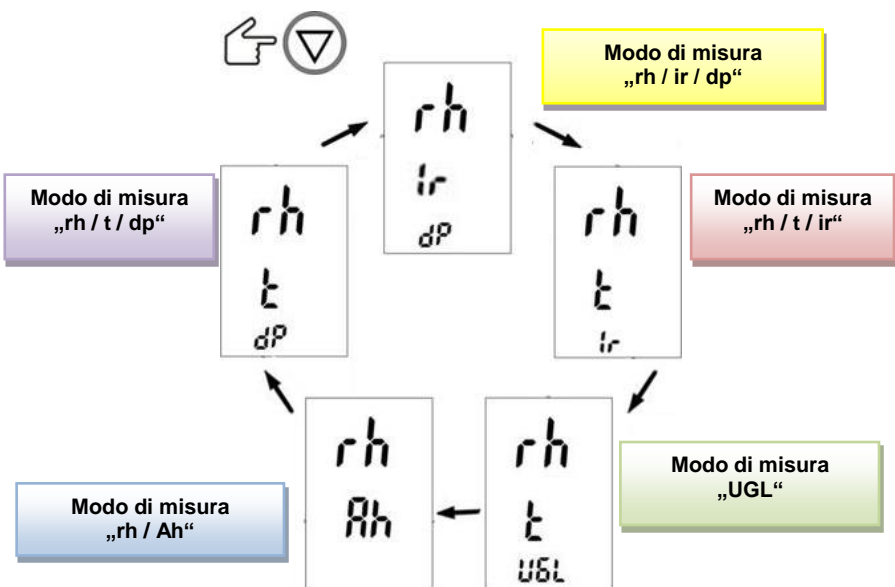 Modo di misura
„rh / ir / dp“
rh
Ir
dP
Modo di misura
„rh / t / dp“
rh
t
dP
rh
t
Ir
Modo di misura
„rh / t / ir“
rh
Ah
rh
t
UGL
Modo di misura
„UGL“
Modo di misura
„rh / Ah“